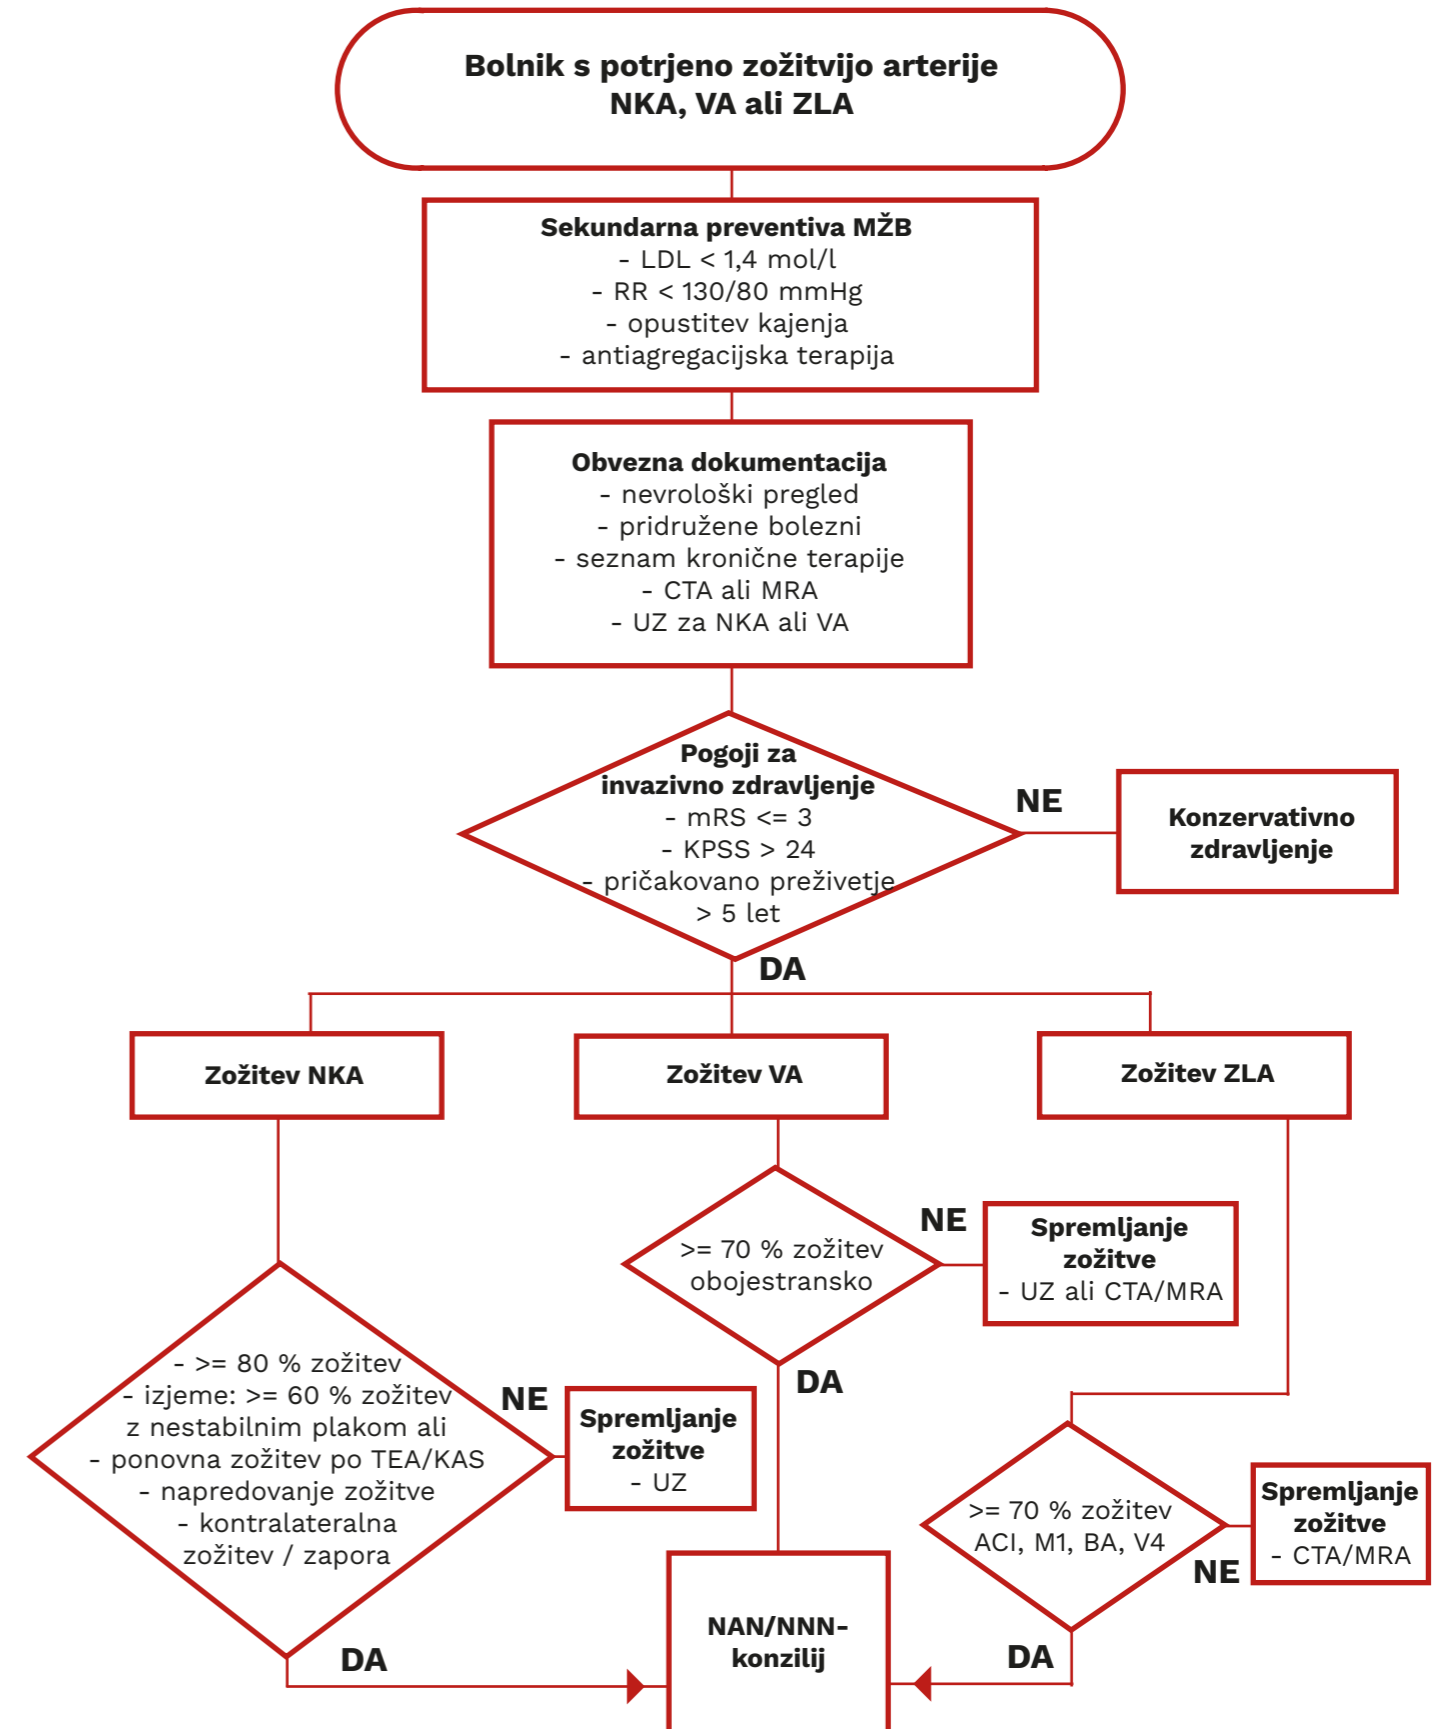 Bolnik s potrjeno zožitvijo arterije
NKA, VA ali ZLA
Sekundarna preventiva MŽB
- LDL < 1,4 mol/l
- RR < 130/80 mmHg
- opustitev kajenja
- antiagregacijska terapija
Obvezna dokumentacija
- nevrološki pregled
- pridružene bolezni
- seznam kronične terapije
- CTA ali MRA
- UZ za NKA ali VA
Pogoji za
invazivno zdravljenje
- mRS <= 3
- KPSS > 24
- pričakovano preživetje
> 5 let
NE
Konzervativno
zdravljenje
DA
Zožitev NKA
Zožitev VA
Zožitev ZLA
>= 70 % zožitev
obojestransko
NE
Spremljanje
zožitve
- UZ ali CTA/MRA
DA
- >= 80 % zožitev
- izjeme: >= 60 % zožitev
z nestabilnim plakom ali
- ponovna zožitev po TEA/KAS
- napredovanje zožitve
- kontralateralna
zožitev / zapora
NE
Spremljanje
zožitve
- UZ
DA
>= 70 % zožitev
ACI, M1, BA, V4
NE
Spremljanje
zožitve
- CTA/MRA
DA
NAN/NNN-
konzilij